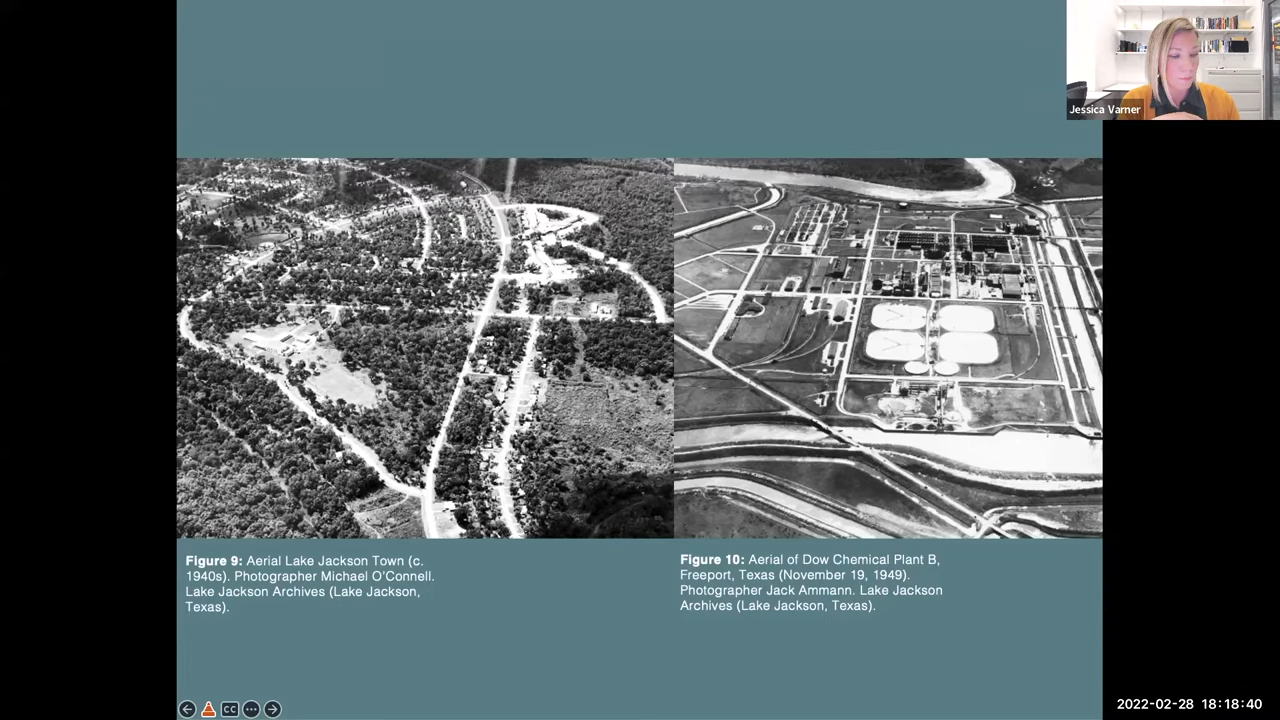 Jessica Varner
Figure 9: Aerial Lake Jackson Town (c.
1940s). Photographer Michael O'Connell.
Lake Jackson Archives (Lake Jackson,
Texas).
Figure 10: Aerial of Dow Chemical Plant B,
Freeport, Texas (November 19, 1949).
Photographer Jack Ammann. Lake Jackson
Archives (Lake Jackson, Texas).
CC
2022-02-28 18:18:40